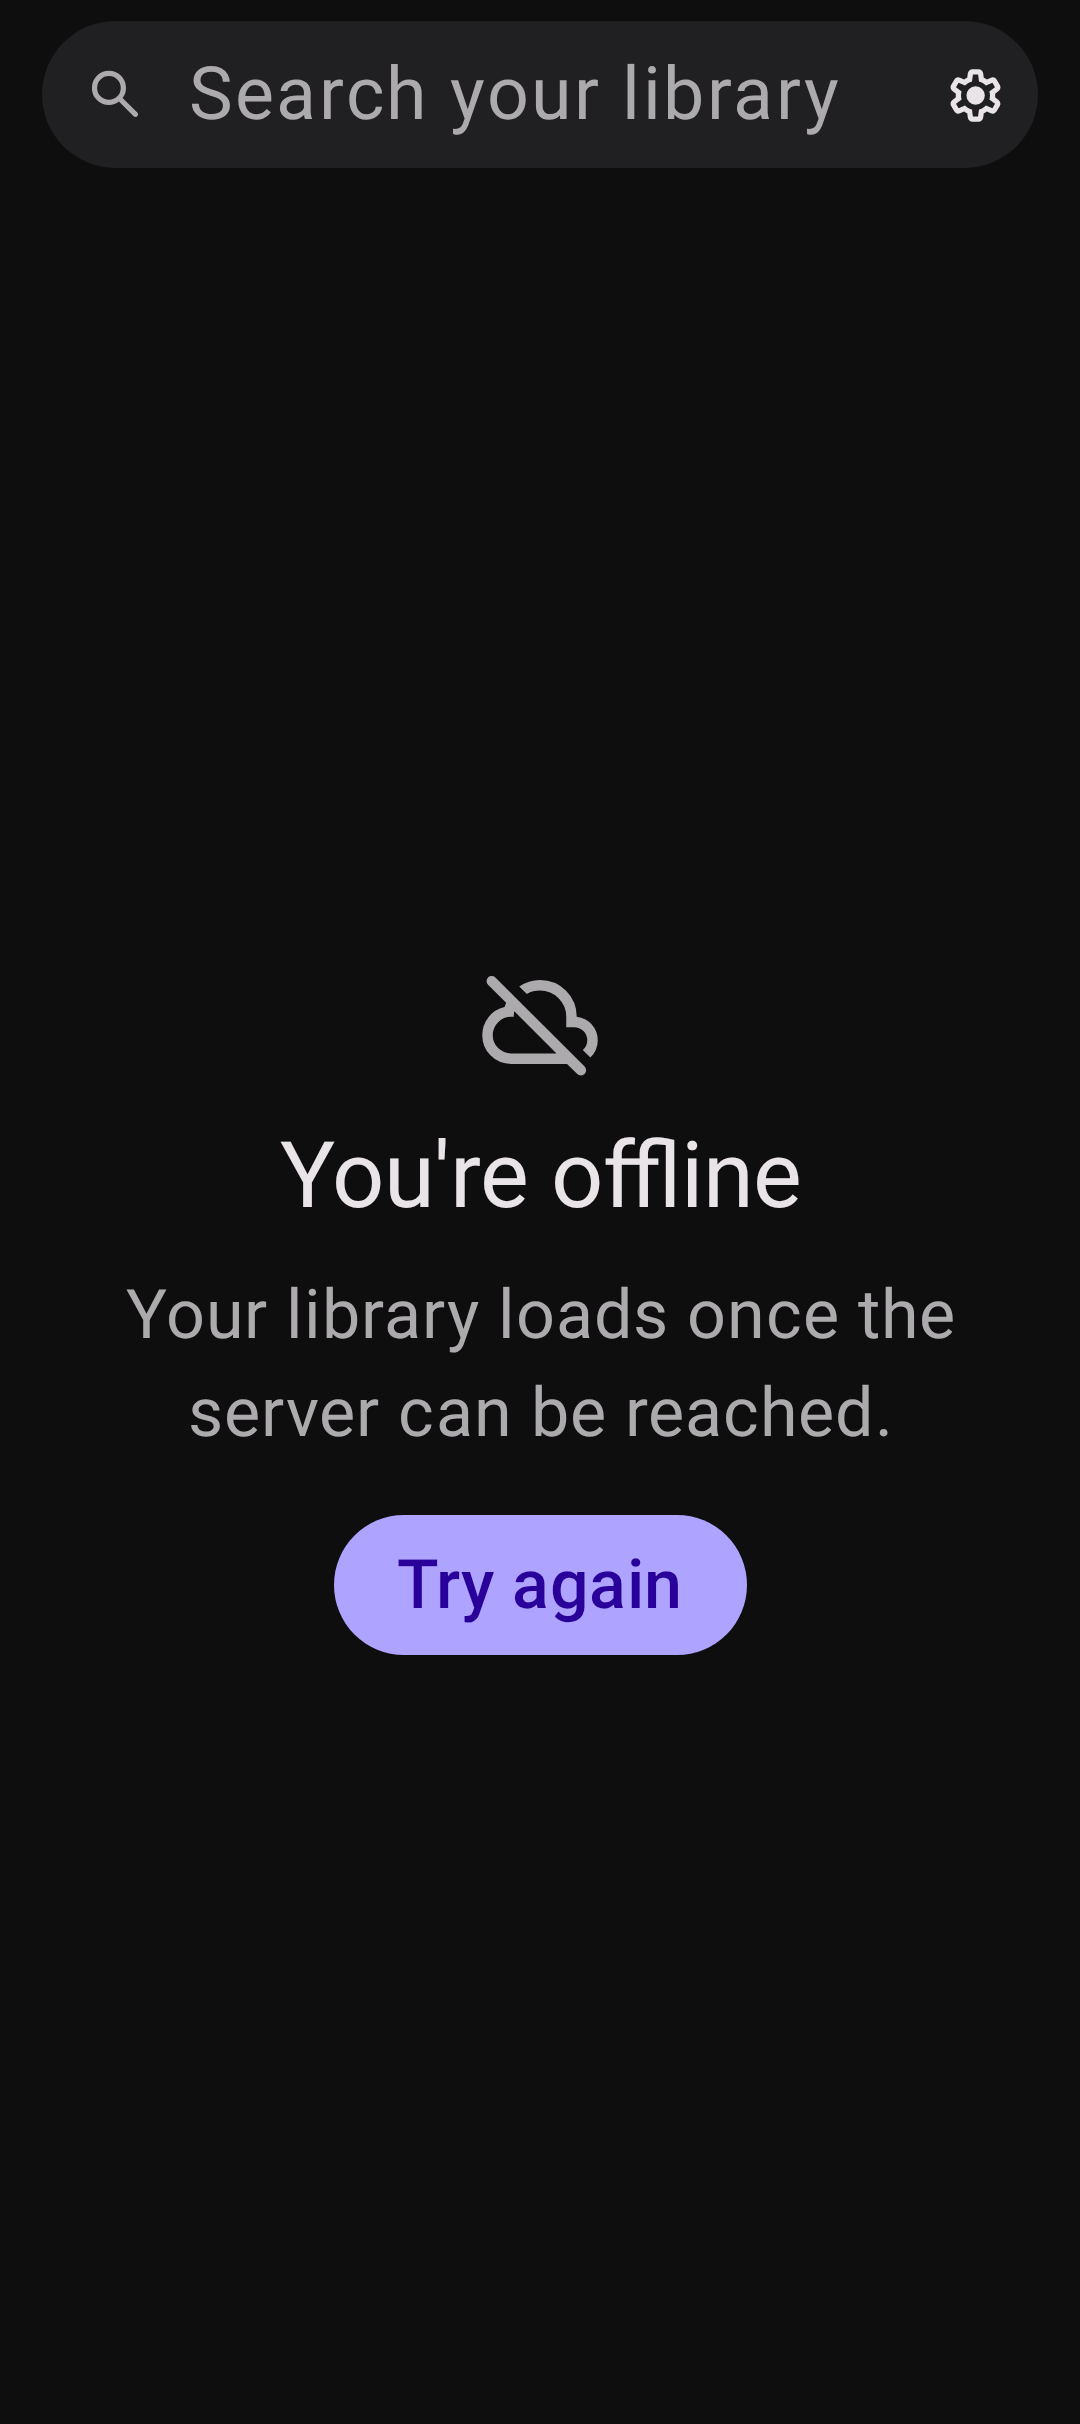 Search your library
You're offline
Your library loads once the
server can be reached.
Try again